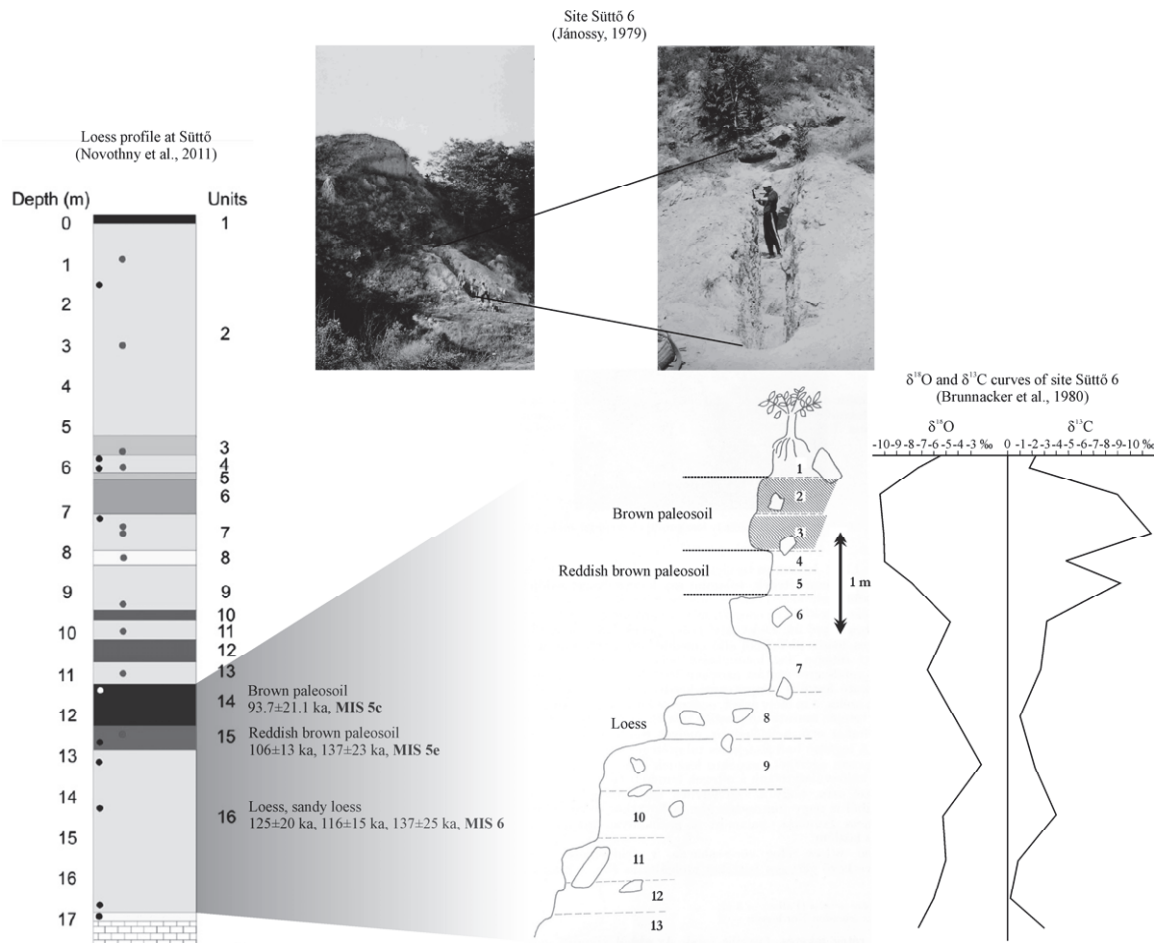 Site Süttő 6
(Jánossy, 1979)
Loess profile at Süttő
(Novothny et al., 2011)
Depth (m)
Units
0
1
2
3
4
5
6
7
8
9
10
11
12
13
14
15
16
17
1
2
3
4
5
6
7
8
9
10
11
12
13
14
Brown paleosoil
93.7±21.1 ka, MIS 5c
15
Reddish brown paleosoil
106±13 ka, 137±23 ka, MIS 5e
16
Loess, sandy loess
125±20 ka, 116±15 ka, 137±25 ka, MIS 6
Brown paleosoil
Reddish brown paleosoil
Loess
1
2
3
4
5
6
7
8
9
10
11
12
13
1 m
δ18O and δ13C curves of site Süttő 6
(Brunnacker et al., 1980)
δ18O
δ13C
-10 -9 -8 -7 -6 -5 -4 -3 ‰
0 -1 -2 -3 -4 -5 -6 -7 -8 -9 -10 ‰